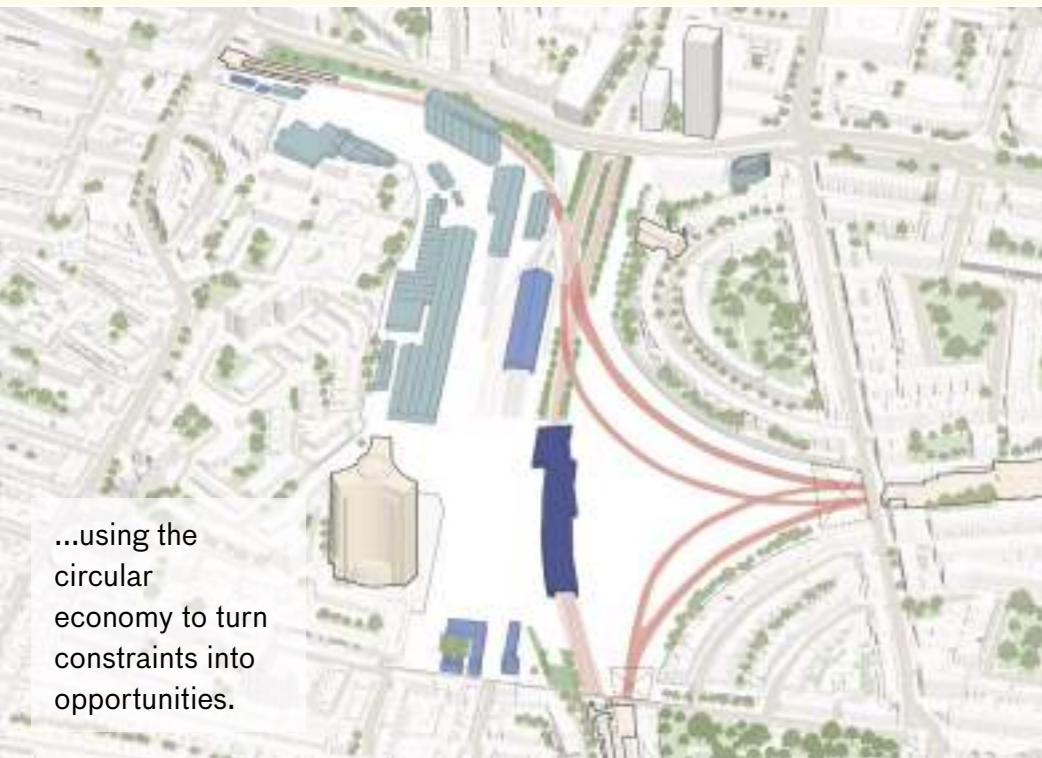 ...using the
circular
economy to turn
constraints into
opportunities.